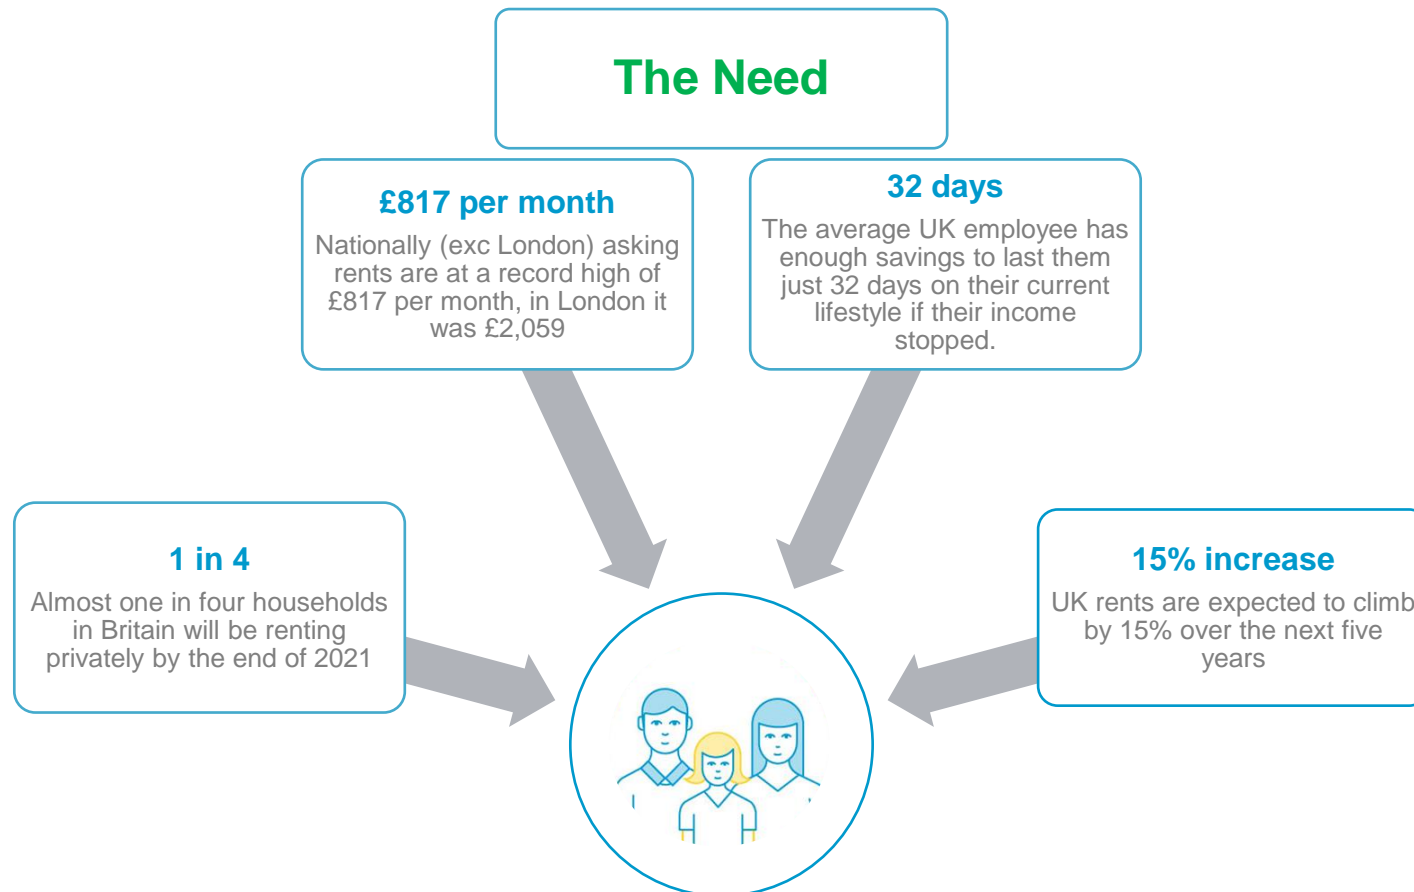 The Need
£817 per month
Nationally (exc London) asking
rents are at a record high of
£817 per month, in London it
was £2,059
32 days
The average UK employee has
enough savings to last them
just 32 days on their current
lifestyle if their income
stopped.
1 in 4
Almost one in four households
in Britain will be renting
privately by the end of 2021
15% increase
UK rents are expected to climb
by 15% over the next five
years